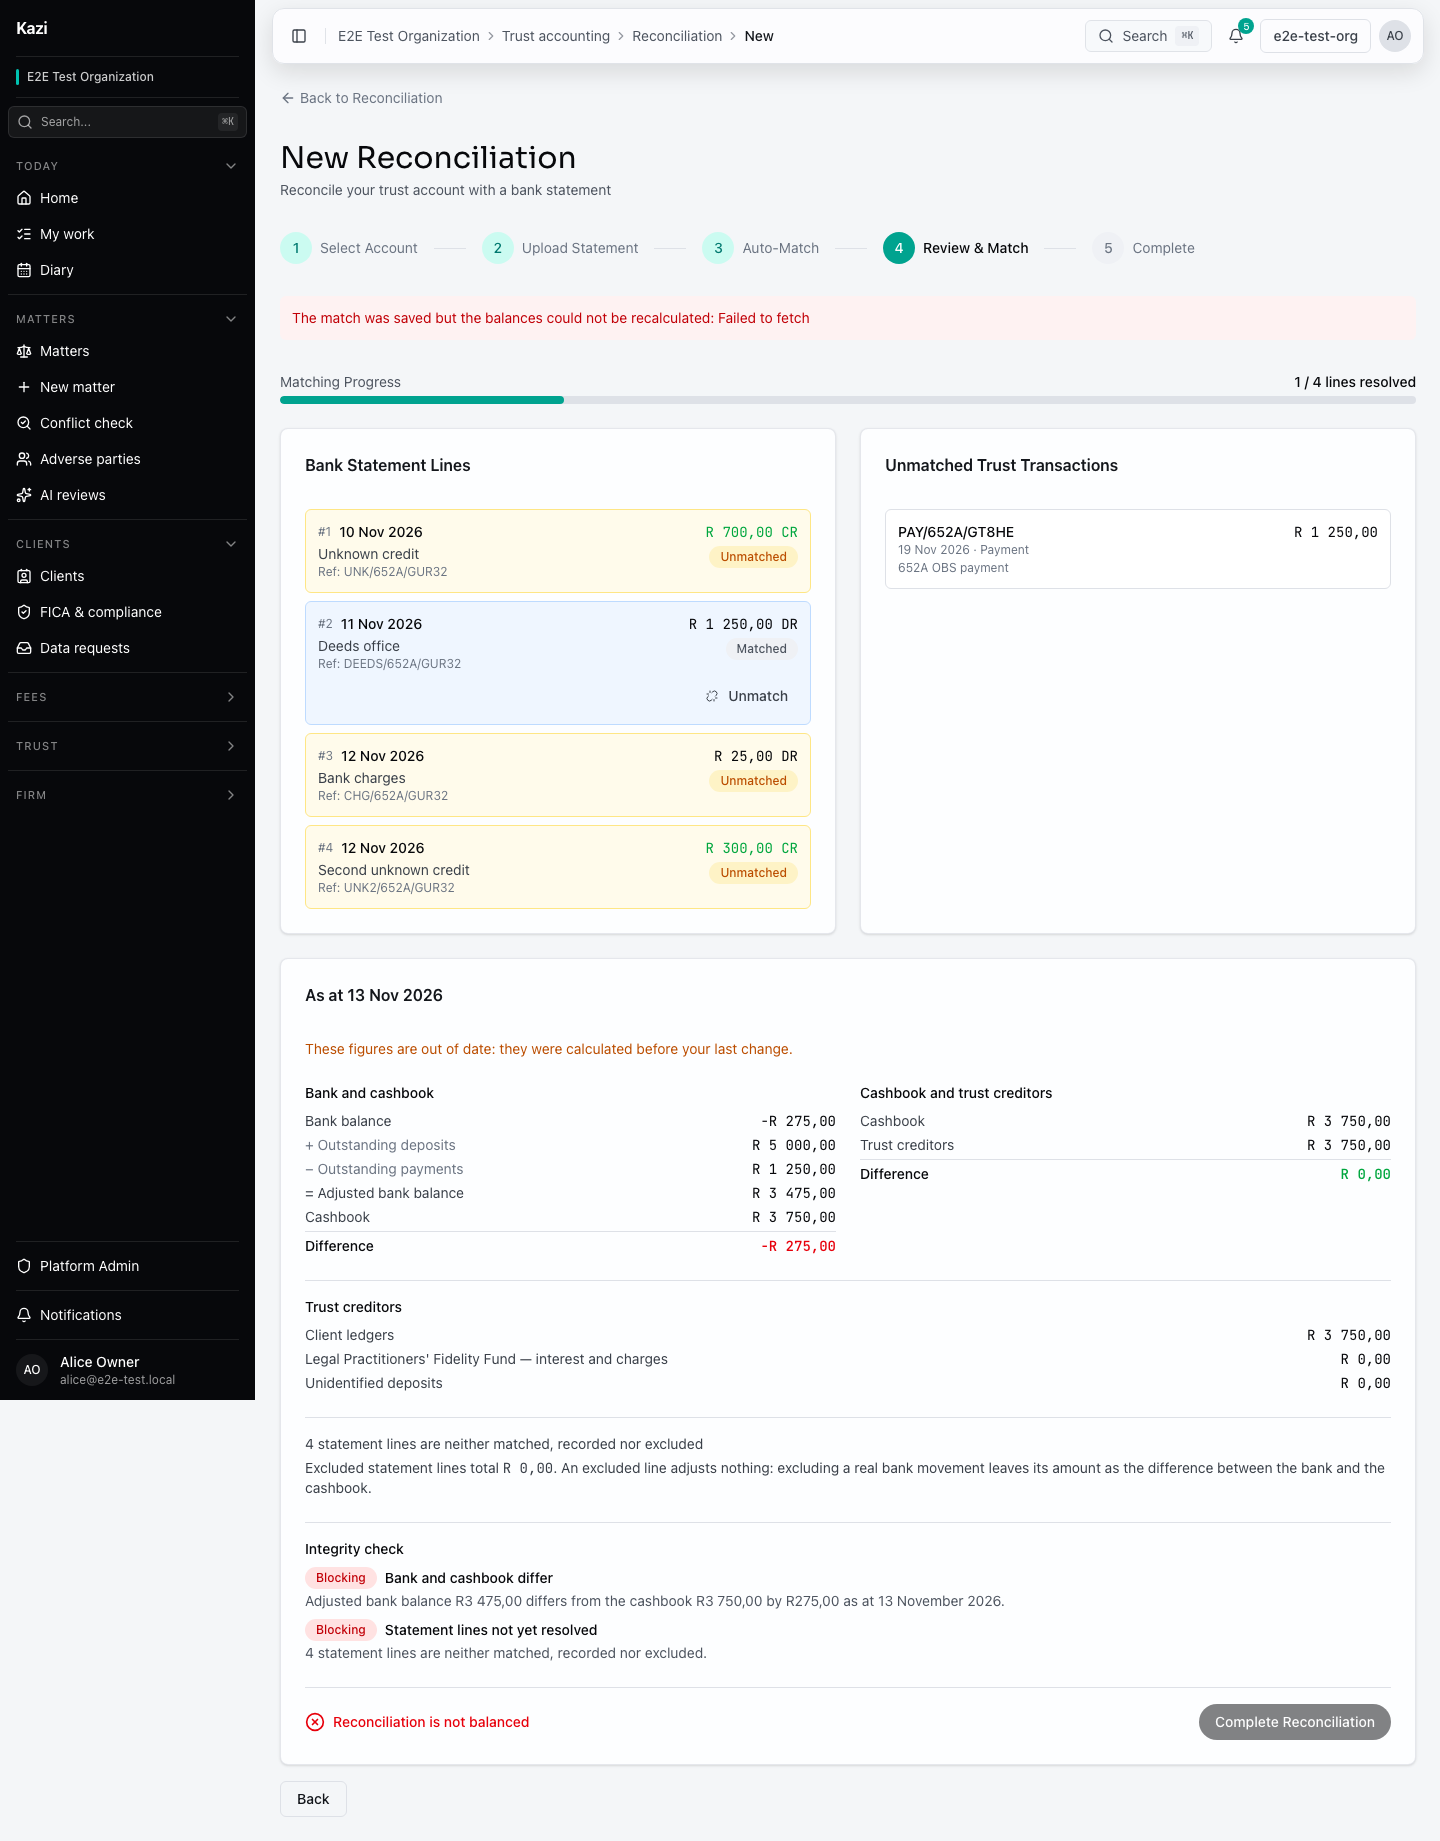 Kazi
E2E Test Organization
Search... ⌘K
TODAY
Home
My work
Diary
MATTERS
Matters
New matter
Conflict check
Adverse parties
AI reviews
CLIENTS
Clients
FICA & compliance
Data requests
FEES
TRUST
FIRM
Platform Admin
Notifications
AO
Alice Owner
alice@e2e-test.local
E2E Test Organization > Trust accounting > Reconciliation > New
Search ⌘K
5
e2e-test-org
AO
← Back to Reconciliation
New Reconciliation
Reconcile your trust account with a bank statement
1 Select Account
2 Upload Statement
3 Auto-Match
4 Review & Match
5 Complete
The match was saved but the balances could not be recalculated: Failed to fetch
Matching Progress 1 / 4 lines resolved
Bank Statement Lines
#1 10 Nov 2026 R 700,00 CR
Unknown credit Unmatched
Ref: UNK/652A/GUR32
#2 11 Nov 2026 R 1 250,00 DR
Deeds office Matched
Ref: DEEDS/652A/GUR32
Unmatch
#3 12 Nov 2026 R 25,00 DR
Bank charges Unmatched
Ref: CHG/652A/GUR32
#4 12 Nov 2026 R 300,00 CR
Second unknown credit Unmatched
Ref: UNK2/652A/GUR32
Unmatched Trust Transactions
PAY/652A/GT8HE R 1 250,00
19 Nov 2026 · Payment
652A OBS payment
As at 13 Nov 2026
These figures are out of date: they were calculated before your last change.
Bank and cashbook
Bank balance -R 275,00
+ Outstanding deposits R 5 000,00
− Outstanding payments R 1 250,00
= Adjusted bank balance R 3 475,00
Cashbook R 3 750,00
Difference -R 275,00
Cashbook and trust creditors
Cashbook R 3 750,00
Trust creditors R 3 750,00
Difference R 0,00
Trust creditors
Client ledgers R 3 750,00
Legal Practitioners' Fidelity Fund — interest and charges R 0,00
Unidentified deposits R 0,00
4 statement lines are neither matched, recorded nor excluded
Excluded statement lines total R 0,00. An excluded line adjusts nothing: excluding a real bank movement leaves its amount as the difference between the bank and the
cashbook.
Integrity check
Blocking Bank and cashbook differ
Adjusted bank balance R3 475,00 differs from the cashbook R3 750,00 by R275,00 as at 13 November 2026.
Blocking Statement lines not yet resolved
4 statement lines are neither matched, recorded nor excluded.
Reconciliation is not balanced
Complete Reconciliation
Back